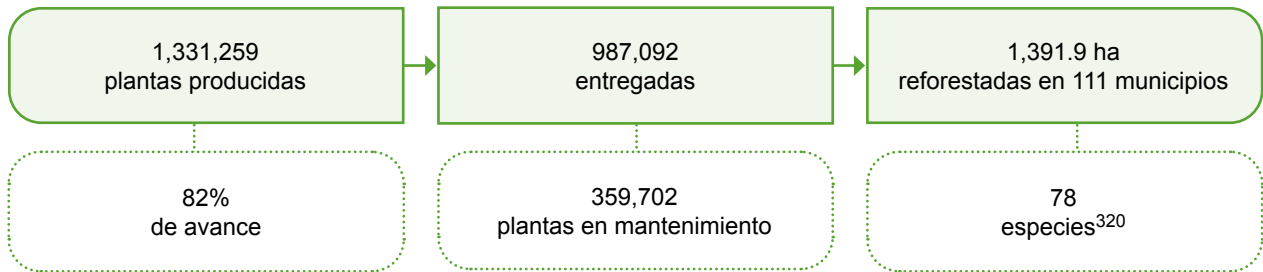 1,331,259
plantas producidas
987,092
entregadas
1,391.9 ha
reforestadas en 111 municipios
82%
de avance
359,702
plantas en mantenimiento
78
especies320